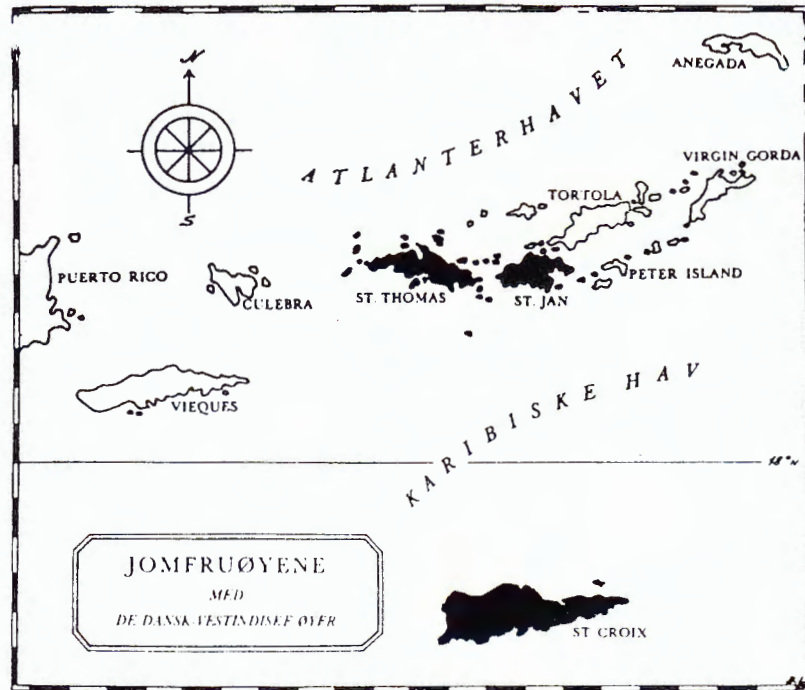 N
ANEGADA
ATLANTERHAVET
VIRGIN GORDA
TORTOLA
S
PUERTO RICO
CULEBRA
ST. THOMAS
ST. JAN
PETER ISLAND
VIEQUES
KARIBISKE HAV
18° N
JOMFRUØYENE
MED
DE DANSK-VESTINDISKE ØYER
ST CROIX